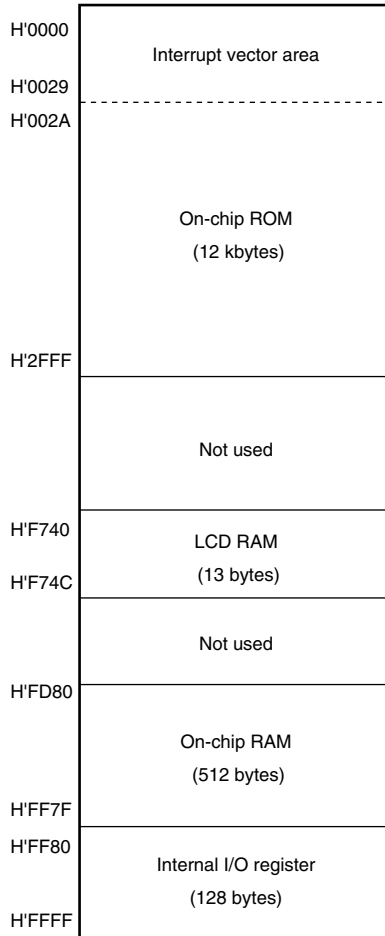 H'0000
Interrupt vector area
H'0029
H'002A
On-chip ROM
(12 kbytes)
H'2FFF
Not used
H'F740
LCD RAM
(13 bytes)
H'F74C
Not used
H'FD80
On-chip RAM
(512 bytes)
H'FF7F
H'FF80
Internal I/O register
(128 bytes)
H'FFFF